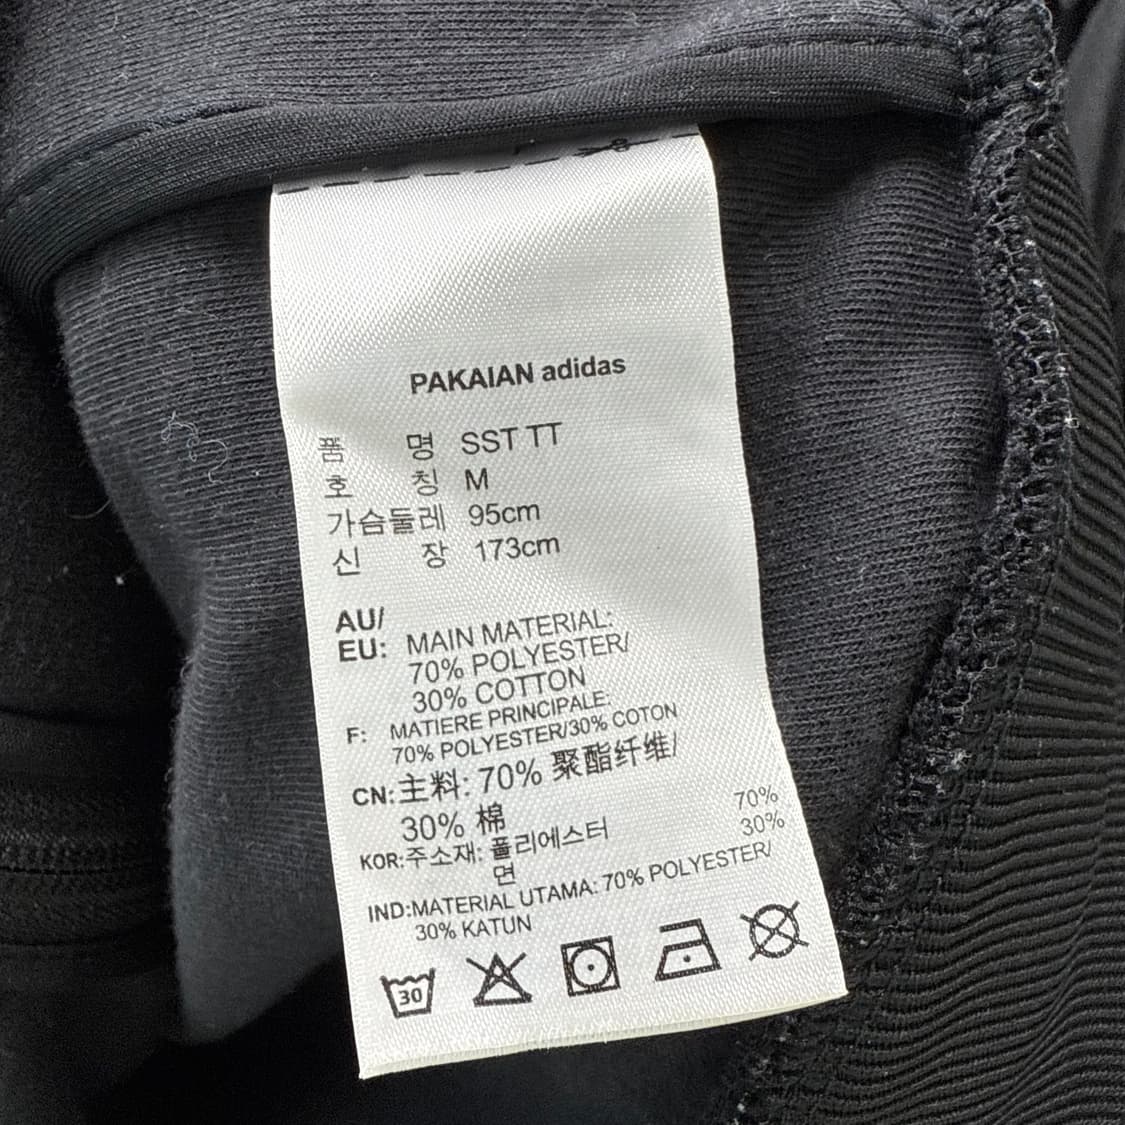 PAKAIAN adidas
품 명 SST TT
호 칭 M
가슴둘레 95cm
신 장 173cm
AU/
EU: MAIN MATERIAL:
70% POLYESTER/
30% COTTON
F: MATIERE PRINCIPALE:
70% POLYESTER/30% COTON
CN:主料: 70% 聚酯纤维/
30% 棉
KOR:주소재: 폴리에스터 70%
면 30%
IND:MATERIAL UTAMA: 70% POLYESTER/
30% KATUN
30